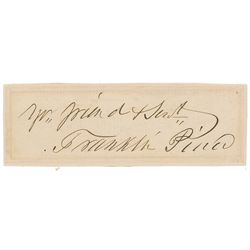 Yr. friend & Servt.
Franklin Pierce